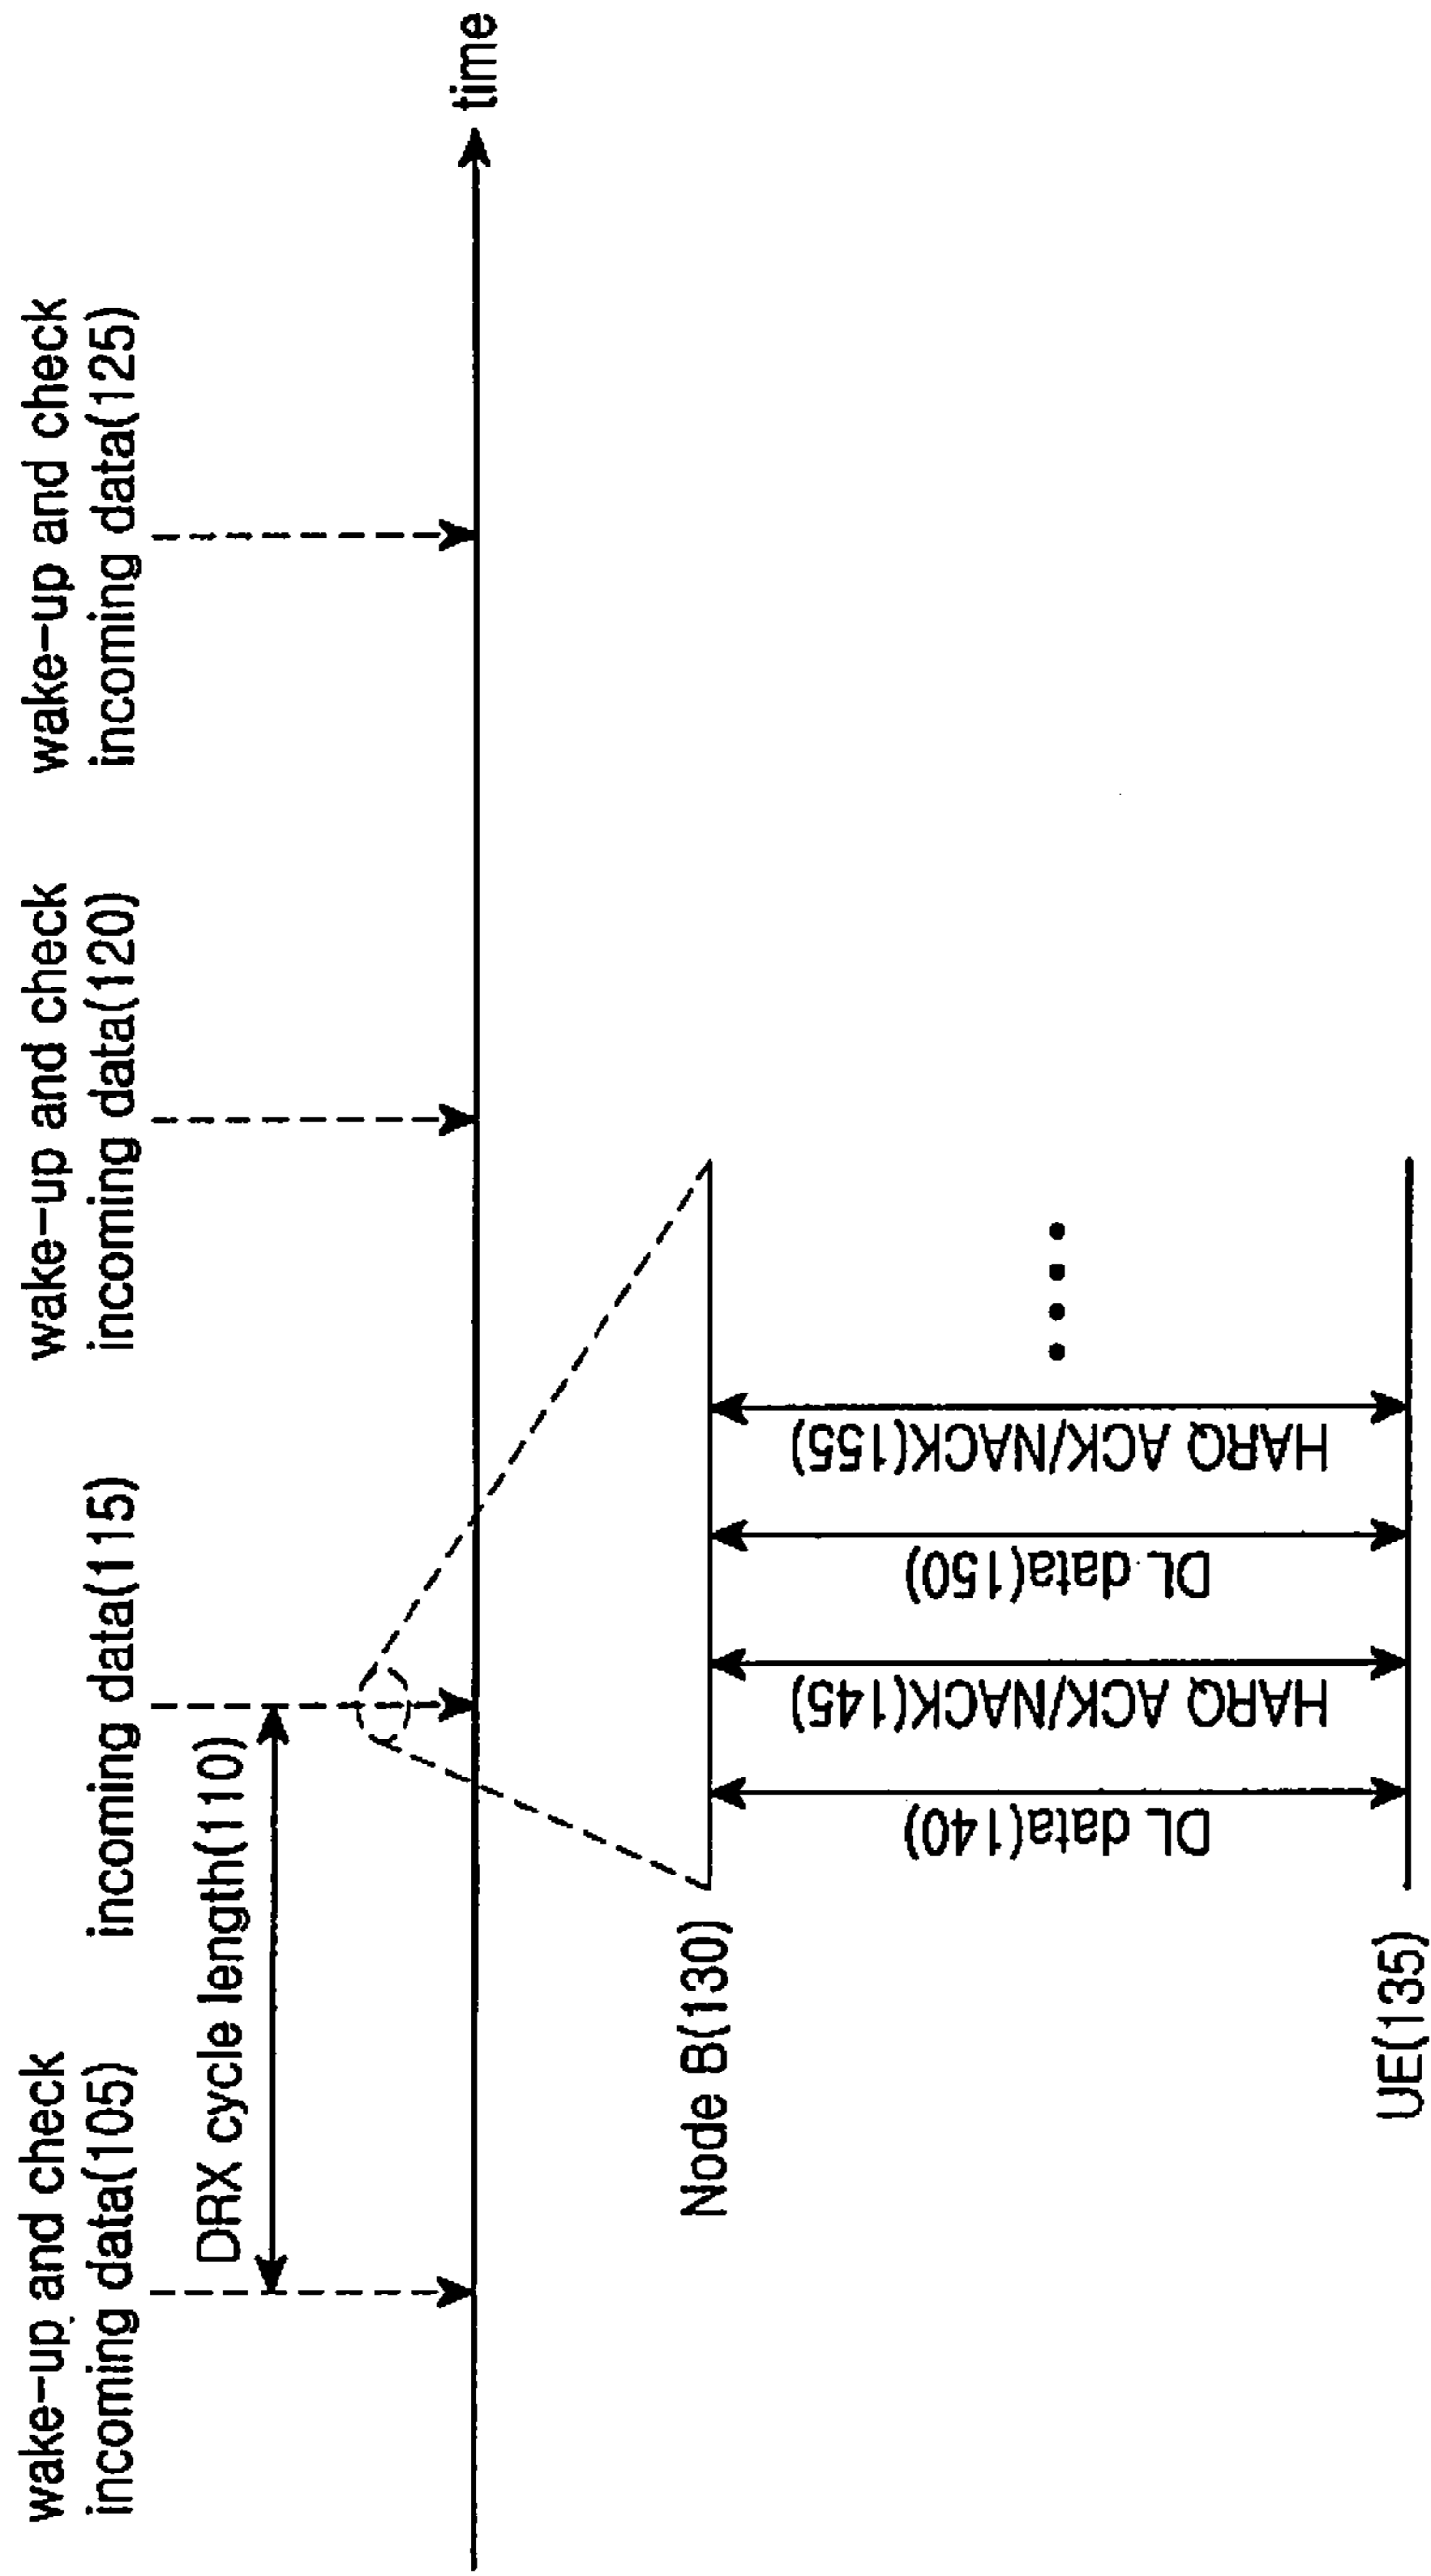 wake-up and check
incoming data(105)
DRX cycle length(110)
incoming data(115)
wake-up and check
incoming data(120)
wake-up and check
incoming data(125)
time
Node B(130)
DL data(140)
HARQ ACK/NACK(145)
DL data(150)
HARQ ACK/NACK(155)
UE(135)